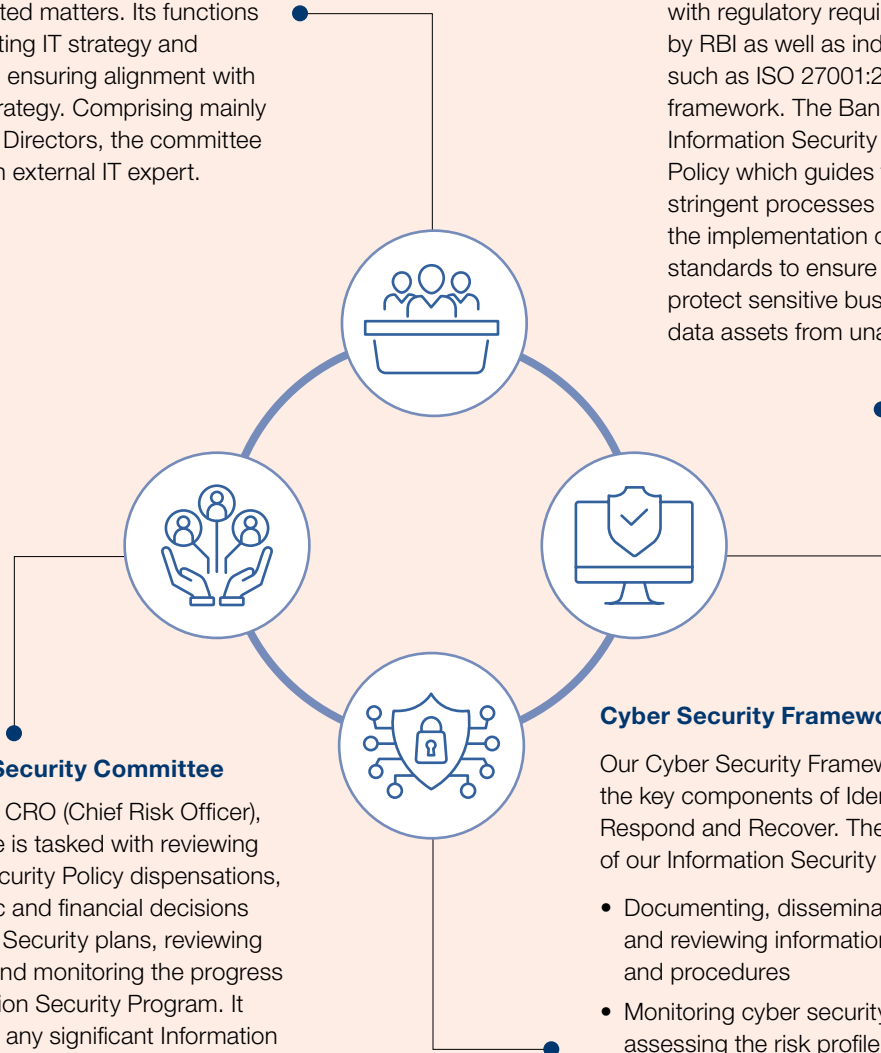 ted matters. Its functions
ting IT strategy and
ensuring alignment with
rategy. Comprising mainly
Directors, the committee
n external IT expert.
with regulatory requi
by RBI as well as ind
such as ISO 27001:2
framework. The Ban
Information Security
Policy which guides
stringent processes
the implementation o
standards to ensure
protect sensitive bus
data assets from una
Security Committee
CRO (Chief Risk Officer),
e is tasked with reviewing
curity Policy dispensations,
c and financial decisions
Security plans, reviewing
and monitoring the progress
ion Security Program. It
any significant Information
Cyber Security Framewo
Our Cyber Security Framew
the key components of Iden
Respond and Recover. The
of our Information Security
• Documenting, dissemina
and reviewing information
and procedures
• Monitoring cyber security
assessing the risk profile